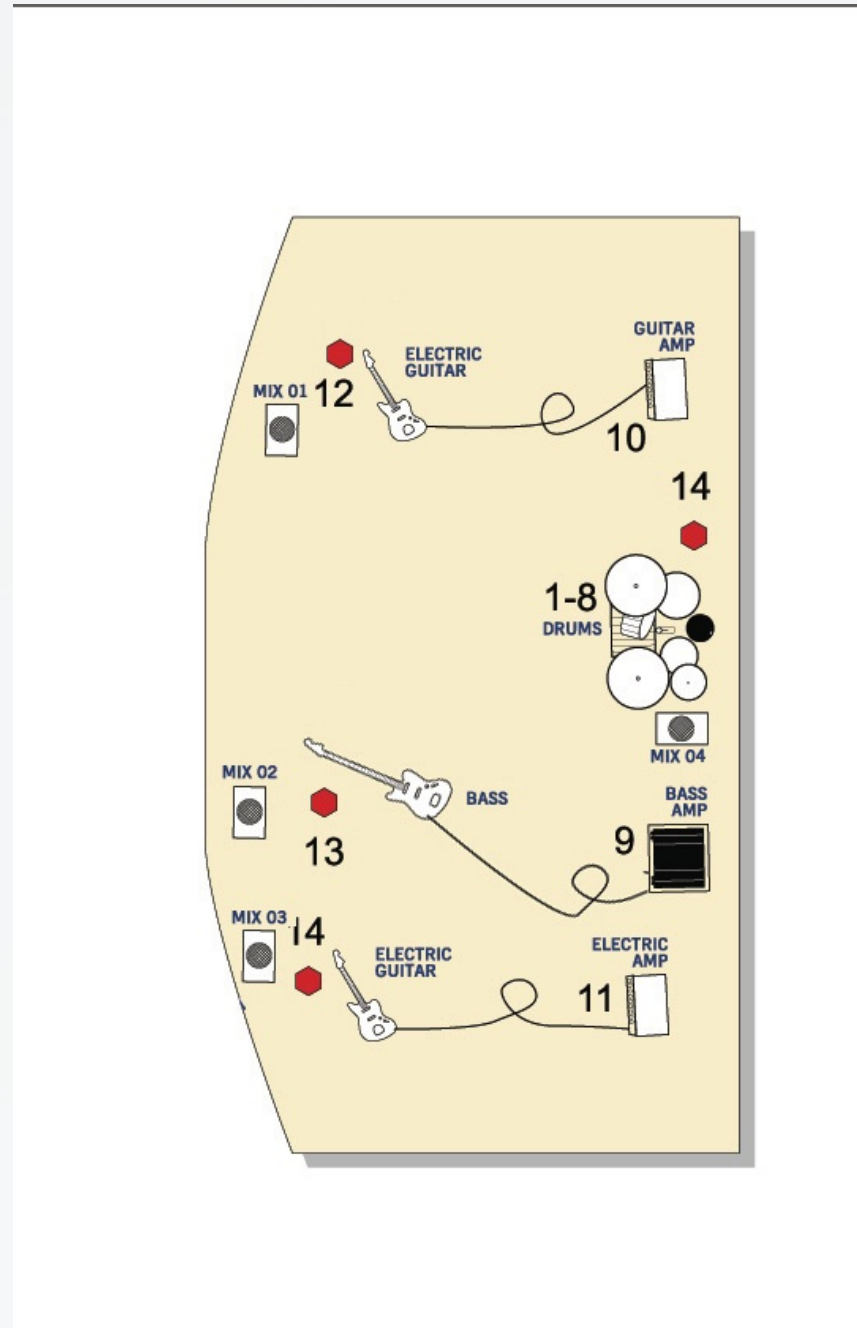 GUITAR
AMP
ELECTRIC
GUITAR
MIX 01
12
10
14
1-8
DRUMS
MIX 04
MIX 02
BASS
BASS
AMP
9
13
MIX 03
14
ELECTRIC
GUITAR
ELECTRIC
AMP
11